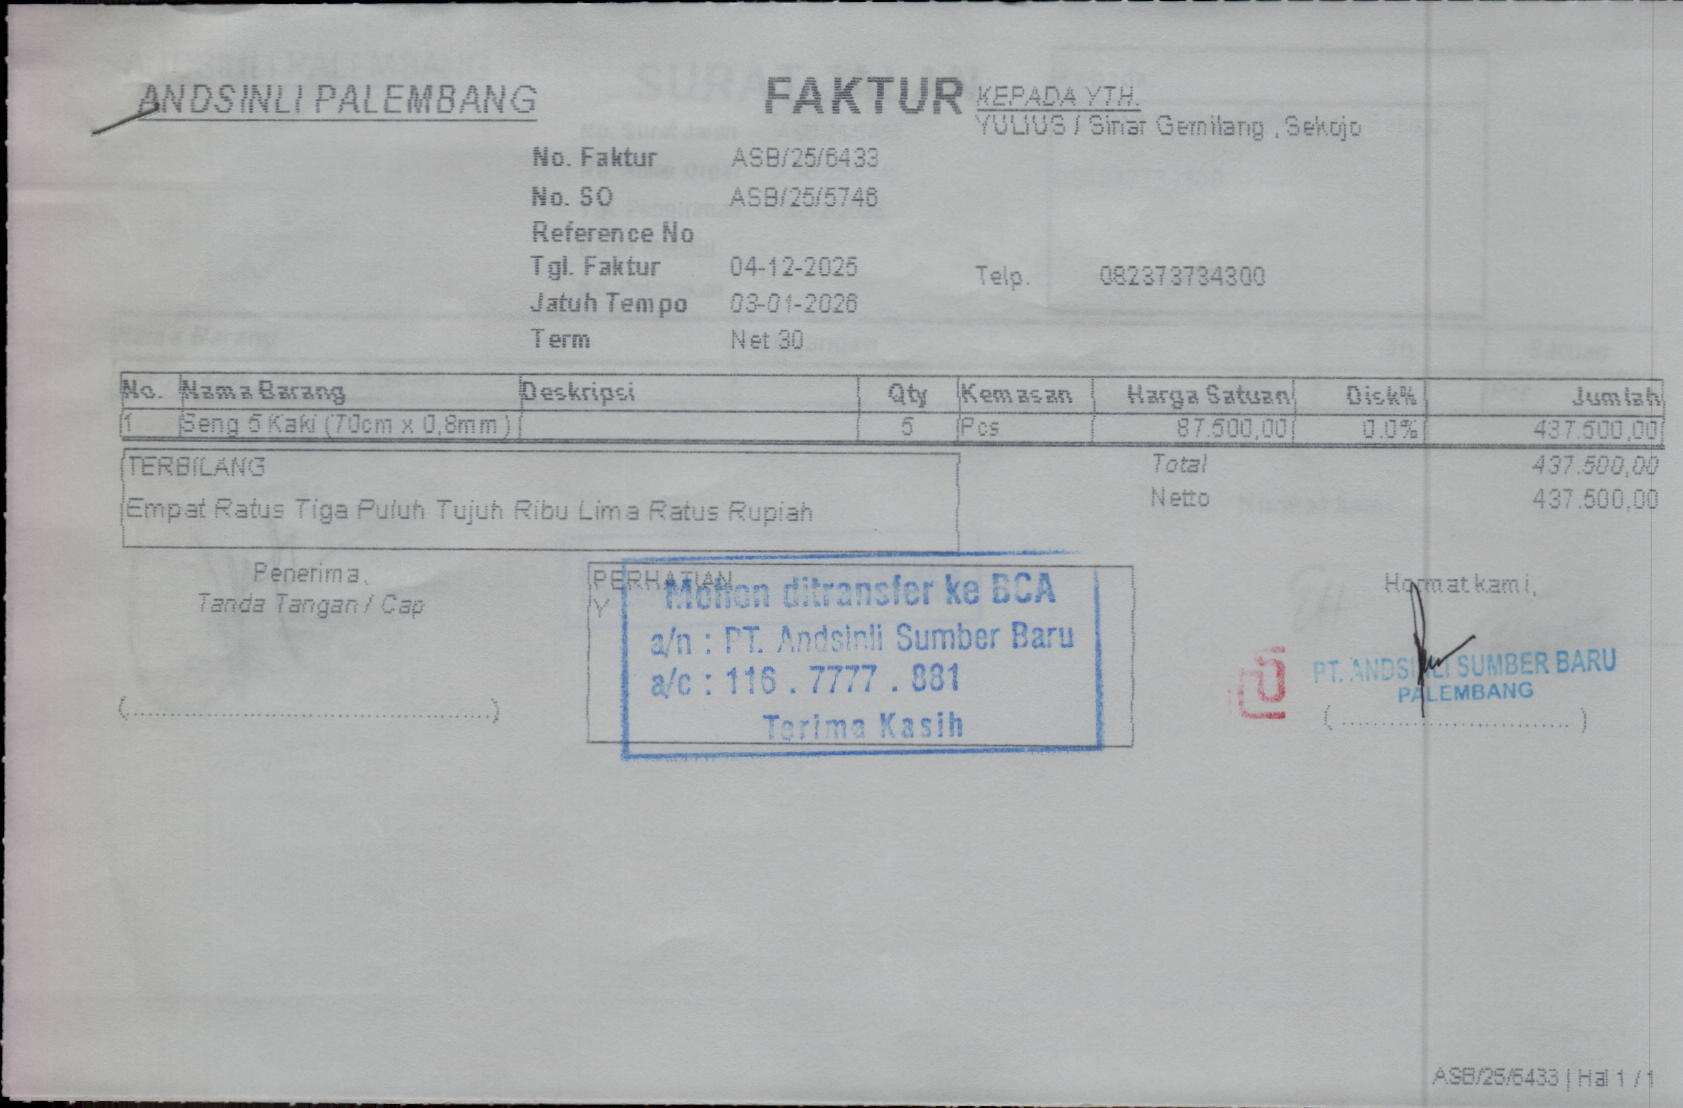 ANDSINLI PALEMBANG
FAKTUR
KEPADA YTH.
YULIUS / Sinar Gemilang , Sekojo
No. Faktur ASB/25/6433
No. SO ASB/25/5746
Reference No
Tgl. Faktur 04-12-2025
Telp. 082373734300
Jatuh Tempo 03-01-2026
Term Net 30
No. Nama Barang Deskripsi Qty Kemasan Harga Satuan Disk% Jumlah
1 Seng 5 Kaki (70cm x 0,8mm) 5 Pcs 87.500,00 0.0% 437.500,00
TERBILANG
Total 437.500,00
Empat Ratus Tiga Puluh Tujuh Ribu Lima Ratus Rupiah
Netto 437.500,00
Penerima,
Tanda Tangan / Cap
(..........................................)
PERHATIAN
Y
Mohon ditransfer ke BCA
a/n : PT. Andsinli Sumber Baru
a/c : 116 . 7777 . 881
Terima Kasih
Hormat kami,
PT. ANDSINLI SUMBER BARU
PALEMBANG
( ............................. )
ASB/25/6433 | Hal 1 / 1